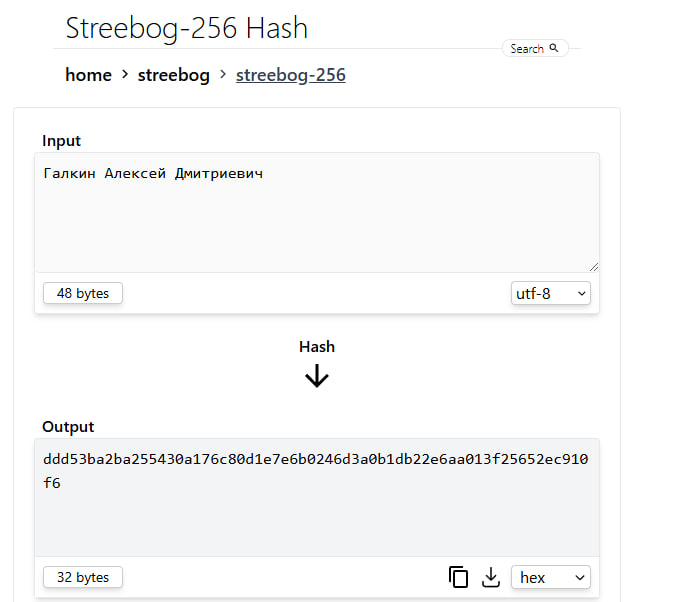 Streebog-256 Hash
Search
home > streebog > streebog-256
Input
Галкин Алексей Дмитриевич
48 bytes
utf-8
Hash
Output
ddd53ba2ba255430a176c80d1e7e6b0246d3a0b1db22e6aa013f25652ec910
f6
32 bytes
hex